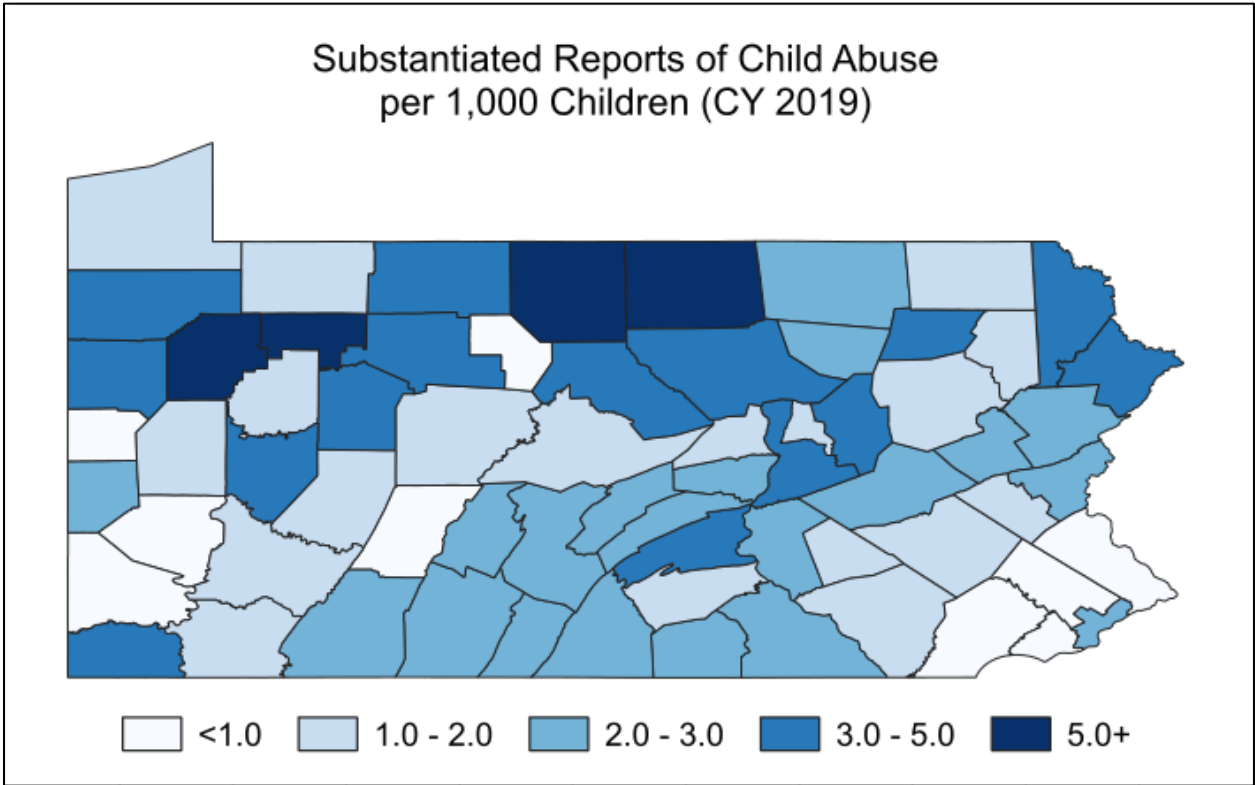 Substantiated Reports of Child Abuse
per 1,000 Children (CY 2019)
<1.0 1.0 - 2.0 2.0 - 3.0 3.0 - 5.0 5.0+